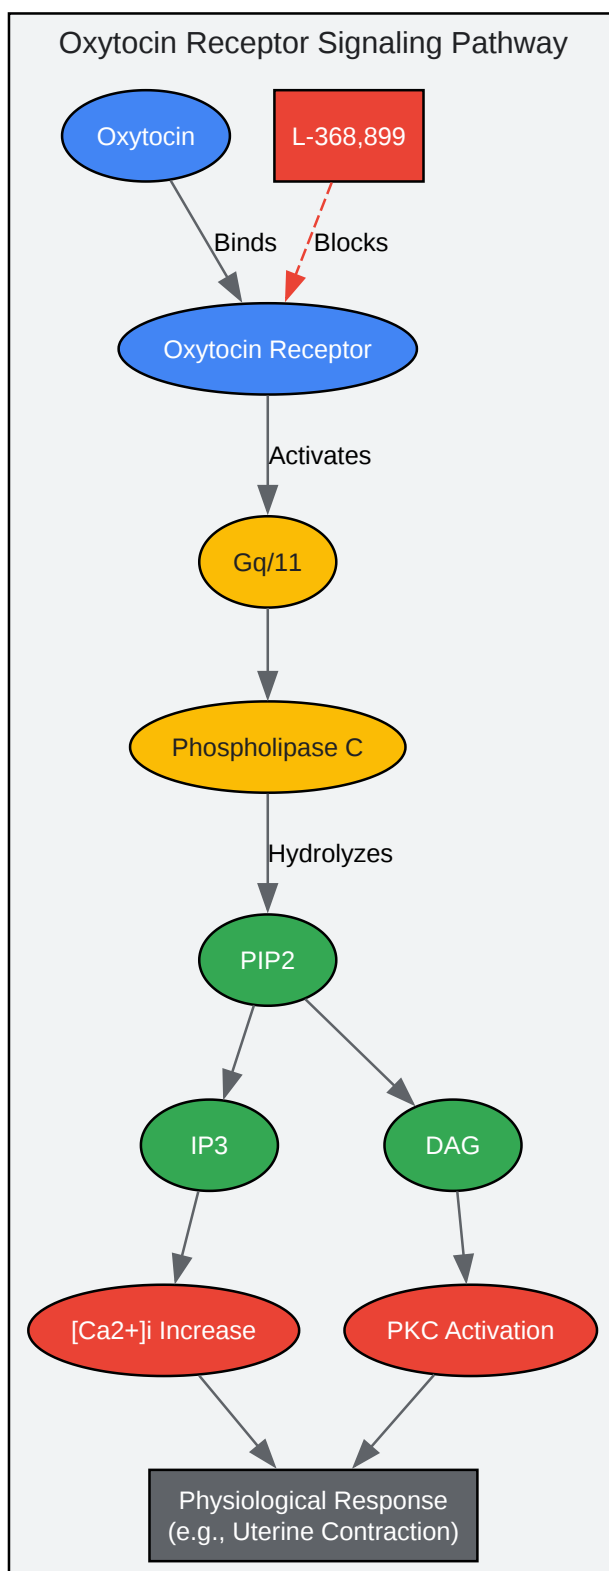 Oxytocin Receptor Signaling Pathway
Oxytocin
L-368,899
Binds
Blocks
Oxytocin Receptor
Activates
Gq/11
Phospholipase C
Hydrolyzes
PIP2
IP3
DAG
[Ca2+]i Increase
PKC Activation
Physiological Response
(e.g., Uterine Contraction)